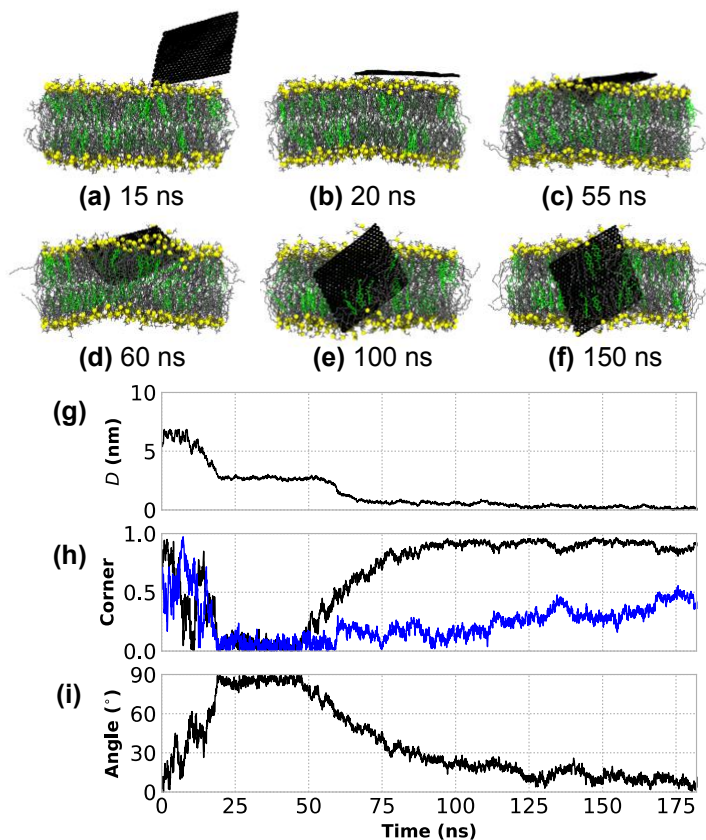 (a) 15 ns
(b) 20 ns
(c) 55 ns
(d) 60 ns
(e) 100 ns
(f) 150 ns
(g)
D (nm)
10
5
0
(h)
Corner
1.0
0.5
0.0
(i)
Angle (°)
90
60
30
0
0 25 50 75 100 125 150 175
Time (ns)